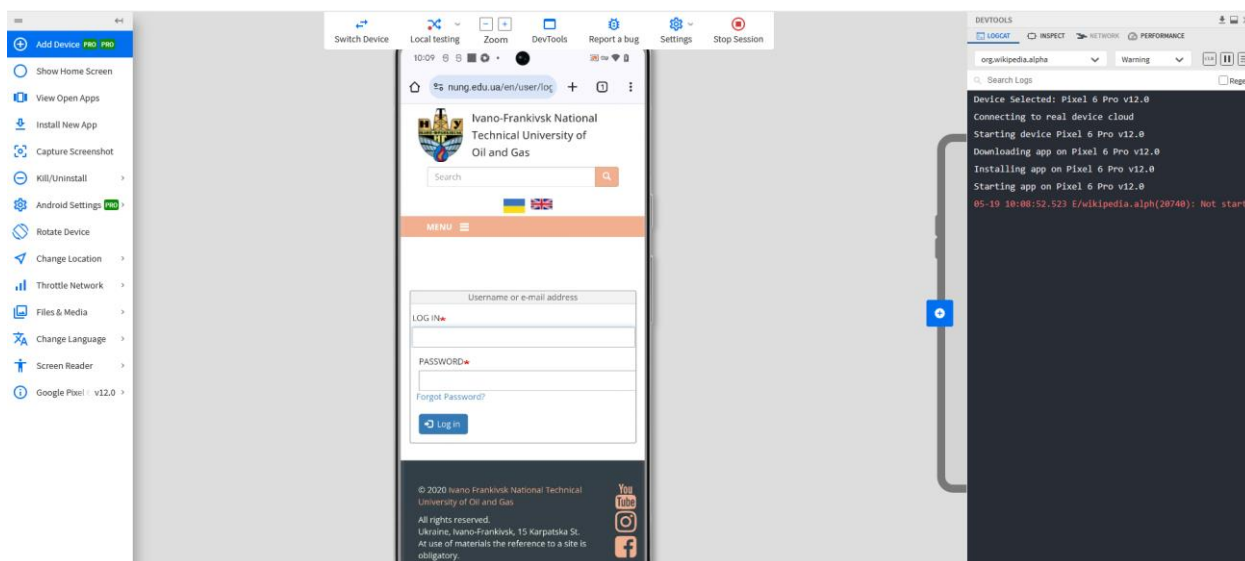 Add Device PRO PRO
Show Home Screen
View Open Apps
Install New App
Capture Screenshot
Kill/Uninstall
Android Settings PRO
Rotate Device
Change Location
Throttle Network
Files & Media
Change Language
Screen Reader
Google Pixel v12.0
Switch Device
Local testing
Zoom
DevTools
Report a bug
Settings
Stop Session
10:09
nung.edu.ua/en/user/log
Ivano-Frankivsk National
Technical University of
Oil and Gas
Search
MENU
Username or e-mail address
LOG IN*
PASSWORD*
Forgot Password?
Log in
© 2020 Ivano Frankivsk National Technical
University of Oil and Gas
All rights reserved.
Ukraine, Ivano-Frankivsk, 15 Karpatska St.
At use of materials the reference to a site is
obligatory.
You
Tube
DEVTOOLS
LOGCAT INSPECT NETWORK PERFORMANCE
org.wikipedia.alpha Warning
Search Logs Rege
Device Selected: Pixel 6 Pro v12.0
Connecting to real device cloud
Starting device Pixel 6 Pro v12.0
Downloading app on Pixel 6 Pro v12.0
Installing app on Pixel 6 Pro v12.0
Starting app on Pixel 6 Pro v12.0
05-19 10:08:52.523 E/wikipedia.alph(20740): Not start